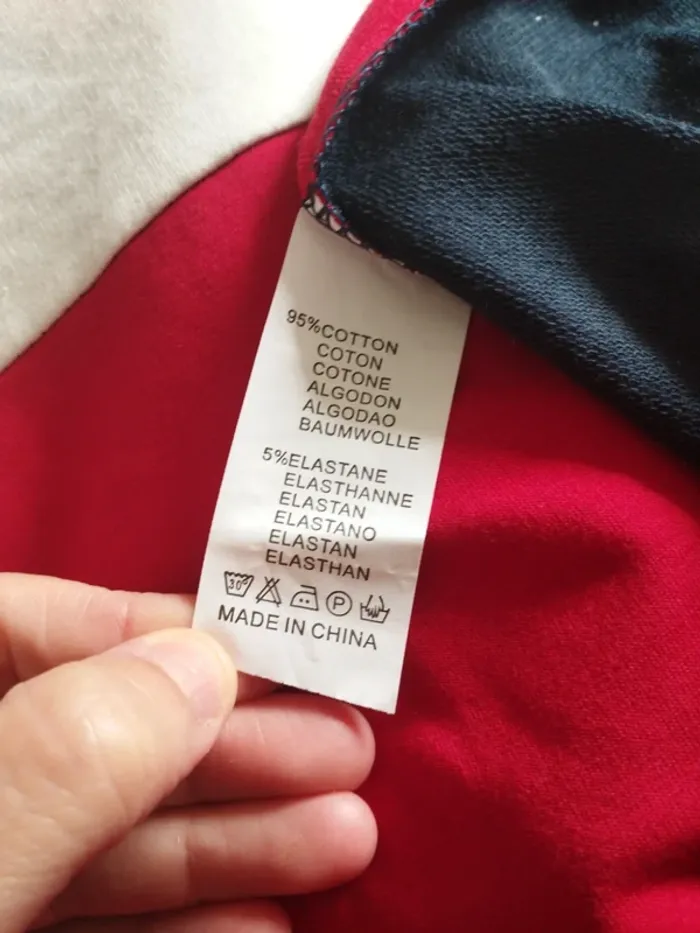 95%COTTON
COTON
COTONE
ALGODON
ALGODAO
BAUMWOLLE
5%ELASTANE
ELASTHANNE
ELASTAN
ELASTANO
ELASTAN
ELASTHAN
30° P
MADE IN CHINA